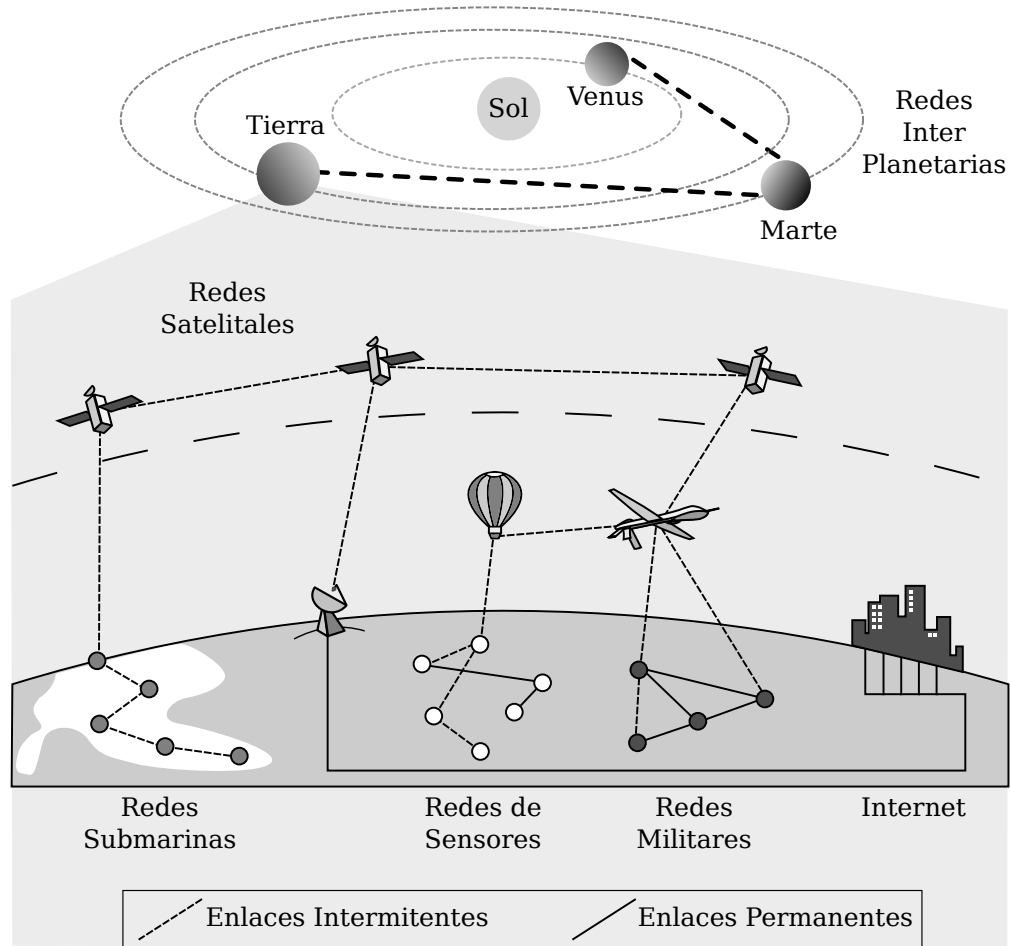 Sol
Venus
Tierra
Redes
Inter
Planetarias
Marte
Redes
Satelitales
Redes
Submarinas
Redes de
Sensores
Redes
Militares
Internet
Enlaces Intermitentes
Enlaces Permanentes